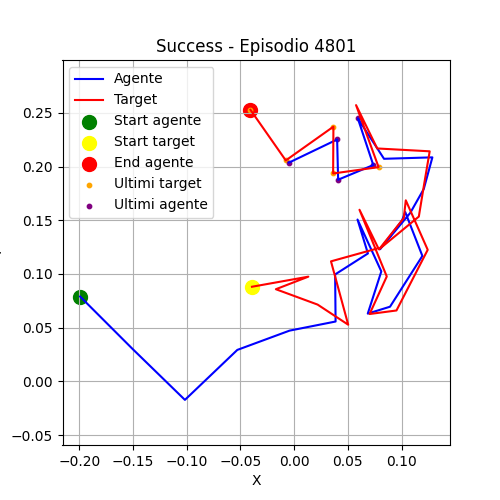 Success - Episodio 4801
Agente
Target
Start agente
Start target
End agente
Ultimi target
Ultimi agente
0.25
0.20
0.15
0.10
0.05
0.00
−0.05
−0.20
−0.15
−0.10
−0.05
0.00
0.05
0.10
X